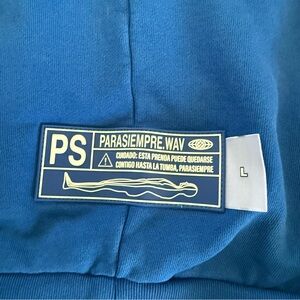 PS
PARASIEMPRE.WAV
CUIDADO: ESTA PRENDA PUEDE QUEDARSE
CONTIGO HASTA LA TUMBA, PARASIEMPRE
L